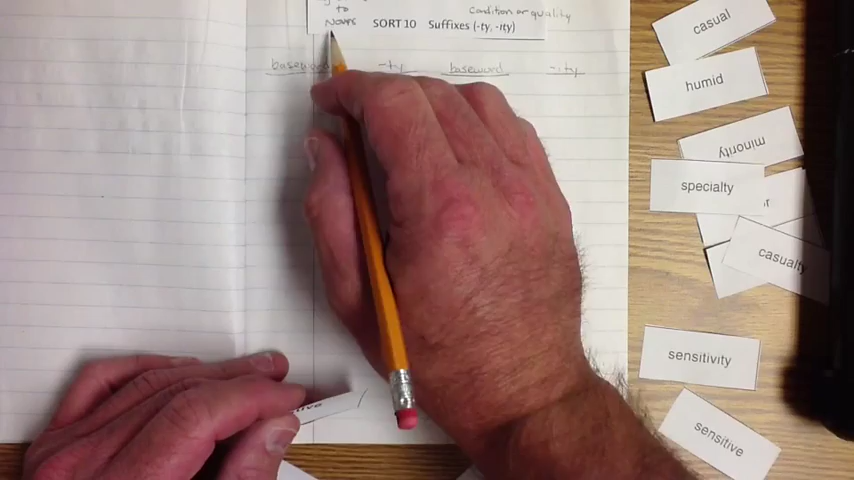 to Condition or quality
Nouns SORT 10 Suffixes (-ty, -ity)
baseword -ty baseword -ity
casual
humid
minority
specialty
casualty
sensitivity
sensitive